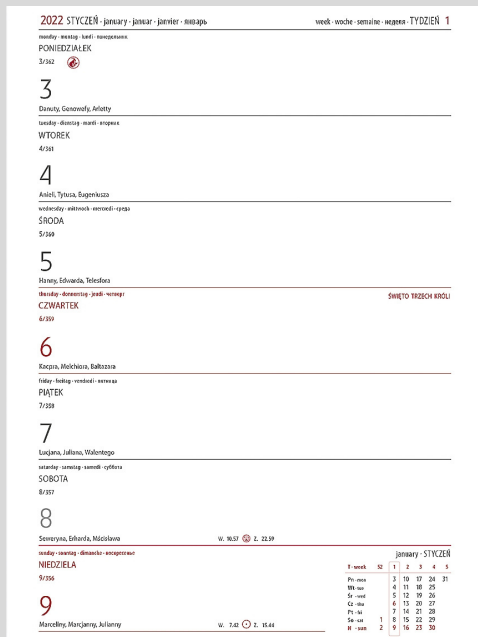 2022 STYCZEŃ · january · januar · janvier · январь
week · woche · semaine · неделя · TYDZIEŃ 1
monday · montag · lundi · понедельник
PONIEDZIAŁEK
3/362
3
Danuty, Genowefy, Arletty
tuesday · dienstag · mardi · вторник
WTOREK
4/361
4
Anieli, Tytusa, Eugeniusza
wednesday · mittwoch · mercredi · среда
ŚRODA
5/360
5
Hanny, Edwarda, Telesfora
thursday · donnerstag · jeudi · четверг
ŚWIĘTO TRZECH KRÓLI
CZWARTEK
6/359
6
Kacpra, Melchiora, Baltazara
friday · freitag · vendredi · пятница
PIĄTEK
7/358
7
Lucjana, Juliana, Walentego
saturday · samstag · samedi · суббота
SOBOTA
8/357
8
Seweryna, Erharda, Mścisława
W. 10.57 Z. 22.59
sunday · sonntag · dimanche · воскресенье
NIEDZIELA
9/356
9
Marceliny, Marcjanny, Julianny
W. 7.42 Z. 15.44
january · STYCZEŃ
T · week 52 1 2 3 4 5
Pn · mon 3 10 17 24 31
Wt · tue 4 11 18 25
Śr · wed 5 12 19 26
Cz · thu 6 13 20 27
Pt · fri 7 14 21 28
So · sat 1 8 15 22 29
N · sun 2 9 16 23 30